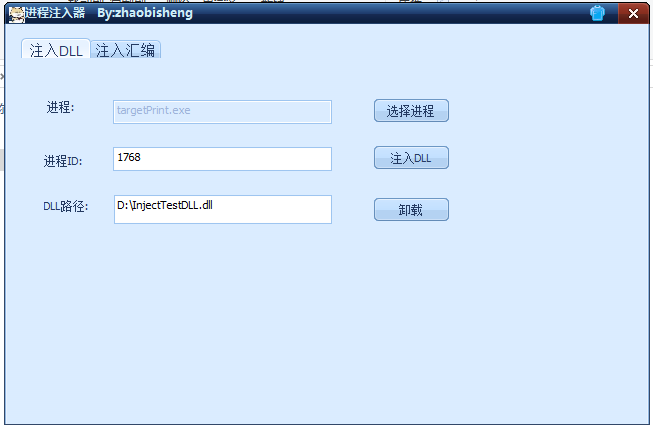 进程注入器 By:zhaobisheng
注入DLL 注入汇编
进程: targetPrint.exe 选择进程
进程ID: 1768 注入DLL
DLL路径: D:\InjectTestDLL.dll 卸载